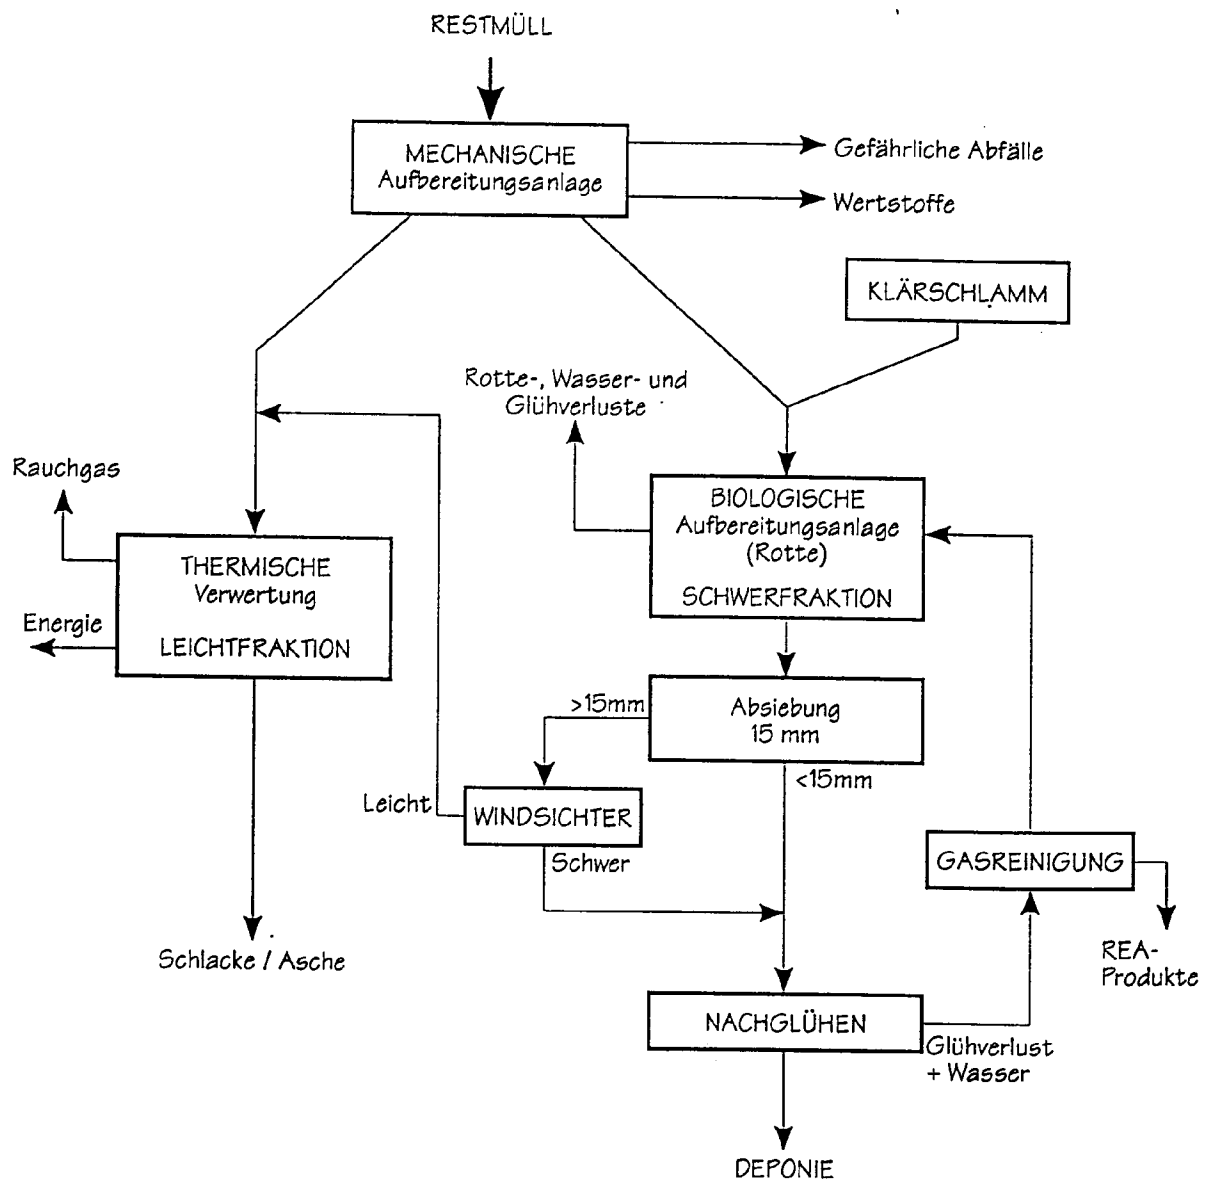 RESTMÜLL
MECHANISCHE
Aufbereitungsanlage
Gefährliche Abfälle
Wertstoffe
KLÄRSCHLAMM
Rotte-, Wasser- und
Glühverluste
Rauchgas
BIOLOGISCHE
Aufbereitungsanlage
(Rotte)
SCHWERFRAKTION
THERMISCHE
Verwertung
LEICHTFRAKTION
Energie
>15mm
Absiebung
15 mm
<15mm
Leicht
WINDSICHTER
Schwer
GASREINIGUNG
REA-
Produkte
Schlacke / Asche
NACHGLÜHEN
Glühverlust
+ Wasser
DEPONIE